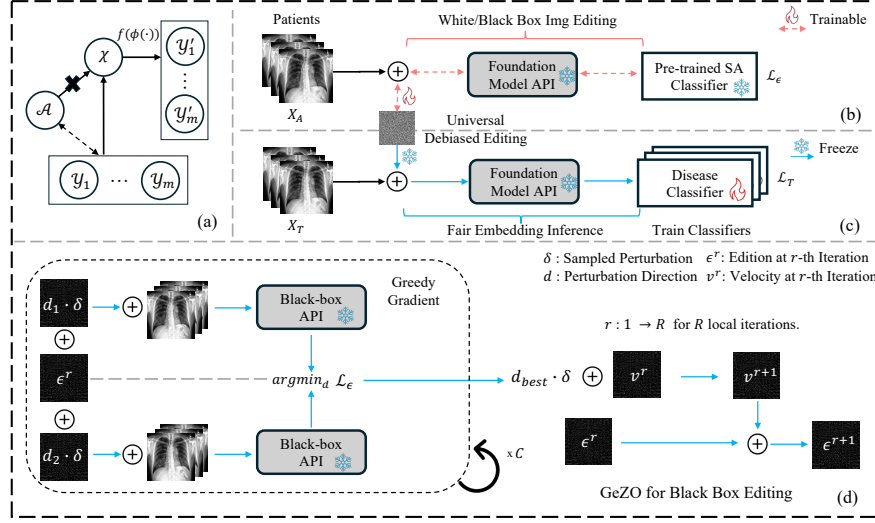 f(ϕ(·))
𝒳
𝒜
𝒴′₁
⋮
𝒴′ₘ
𝒴₁ ⋯ 𝒴ₘ
(a)
Patients
White/Black Box Img Editing
Trainable
X_A
Foundation
Model API
Pre-trained SA
Classifier
ℒ_ϵ
(b)
Universal
Debiased Editing
Freeze
X_T
Foundation
Model API
Disease
Classifier
ℒ_T
Fair Embedding Inference
Train Classifiers
(c)
δ : Sampled Perturbation ϵ^r: Edition at r-th Iteration
d : Perturbation Direction v^r: Velocity at r-th Iteration
Greedy
Gradient
d₁ · δ
Black-box
API
r : 1 → R for R local iterations.
ϵ^r
argmin_d ℒ_ϵ
d_best · δ
v^r
v^{r+1}
d₂ · δ
Black-box
API
x C
ϵ^r
ϵ^{r+1}
GeZO for Black Box Editing
(d)